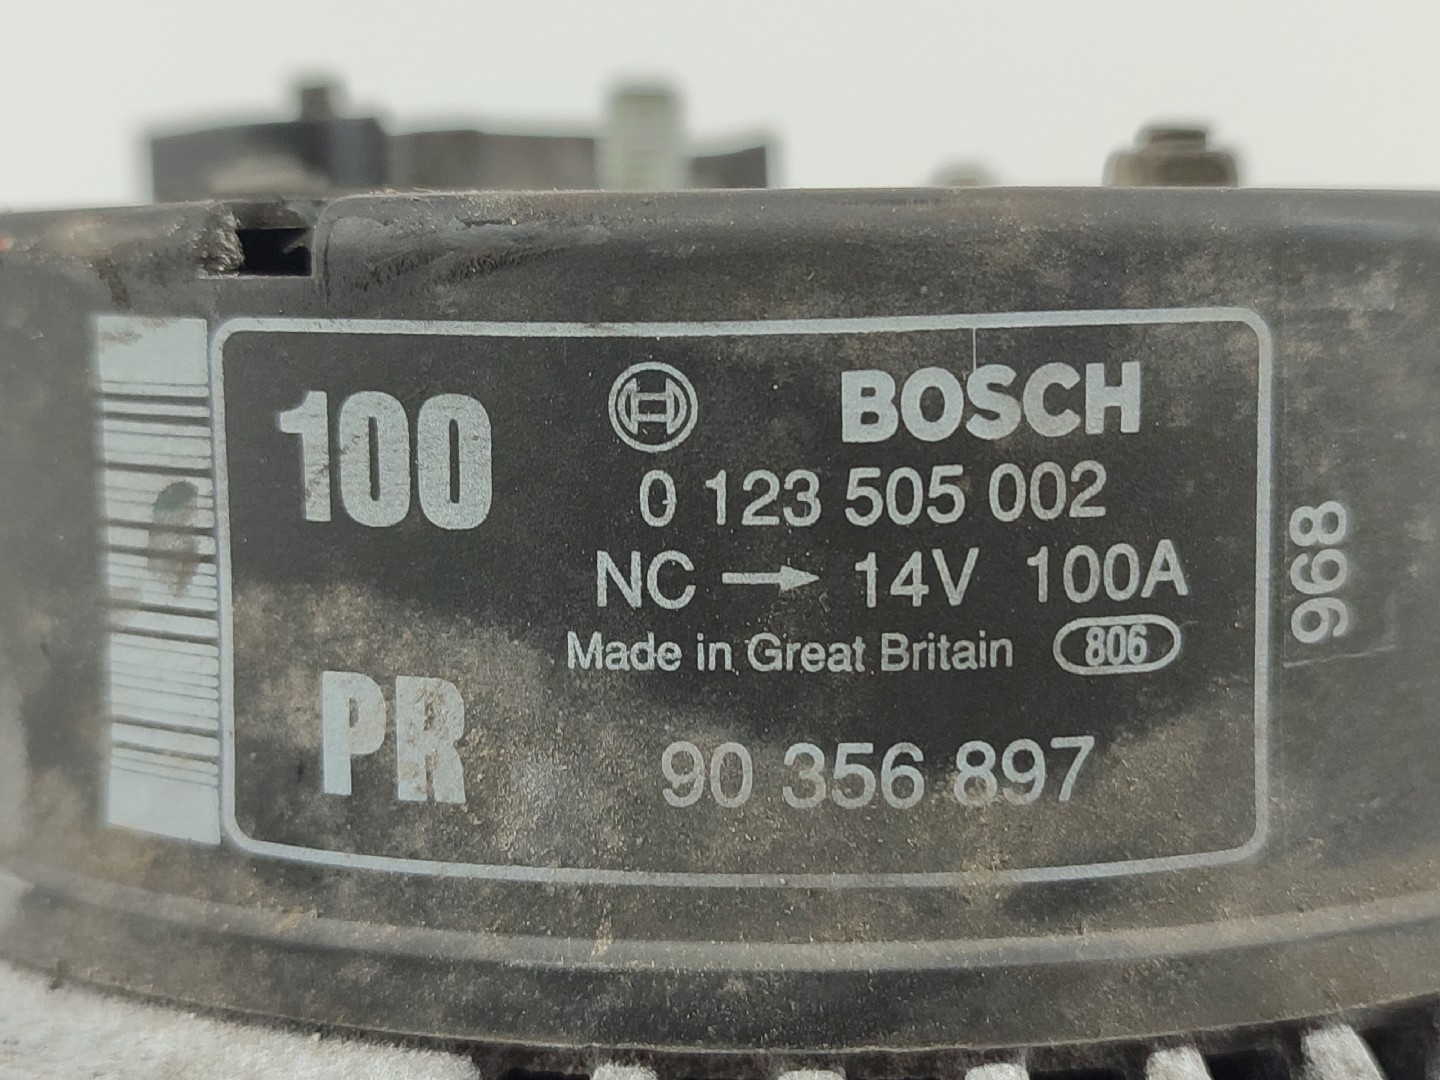 100
BOSCH
0 123 505 002
NC → 14V 100A
Made in Great Britain 806
PR
90 356 897
968